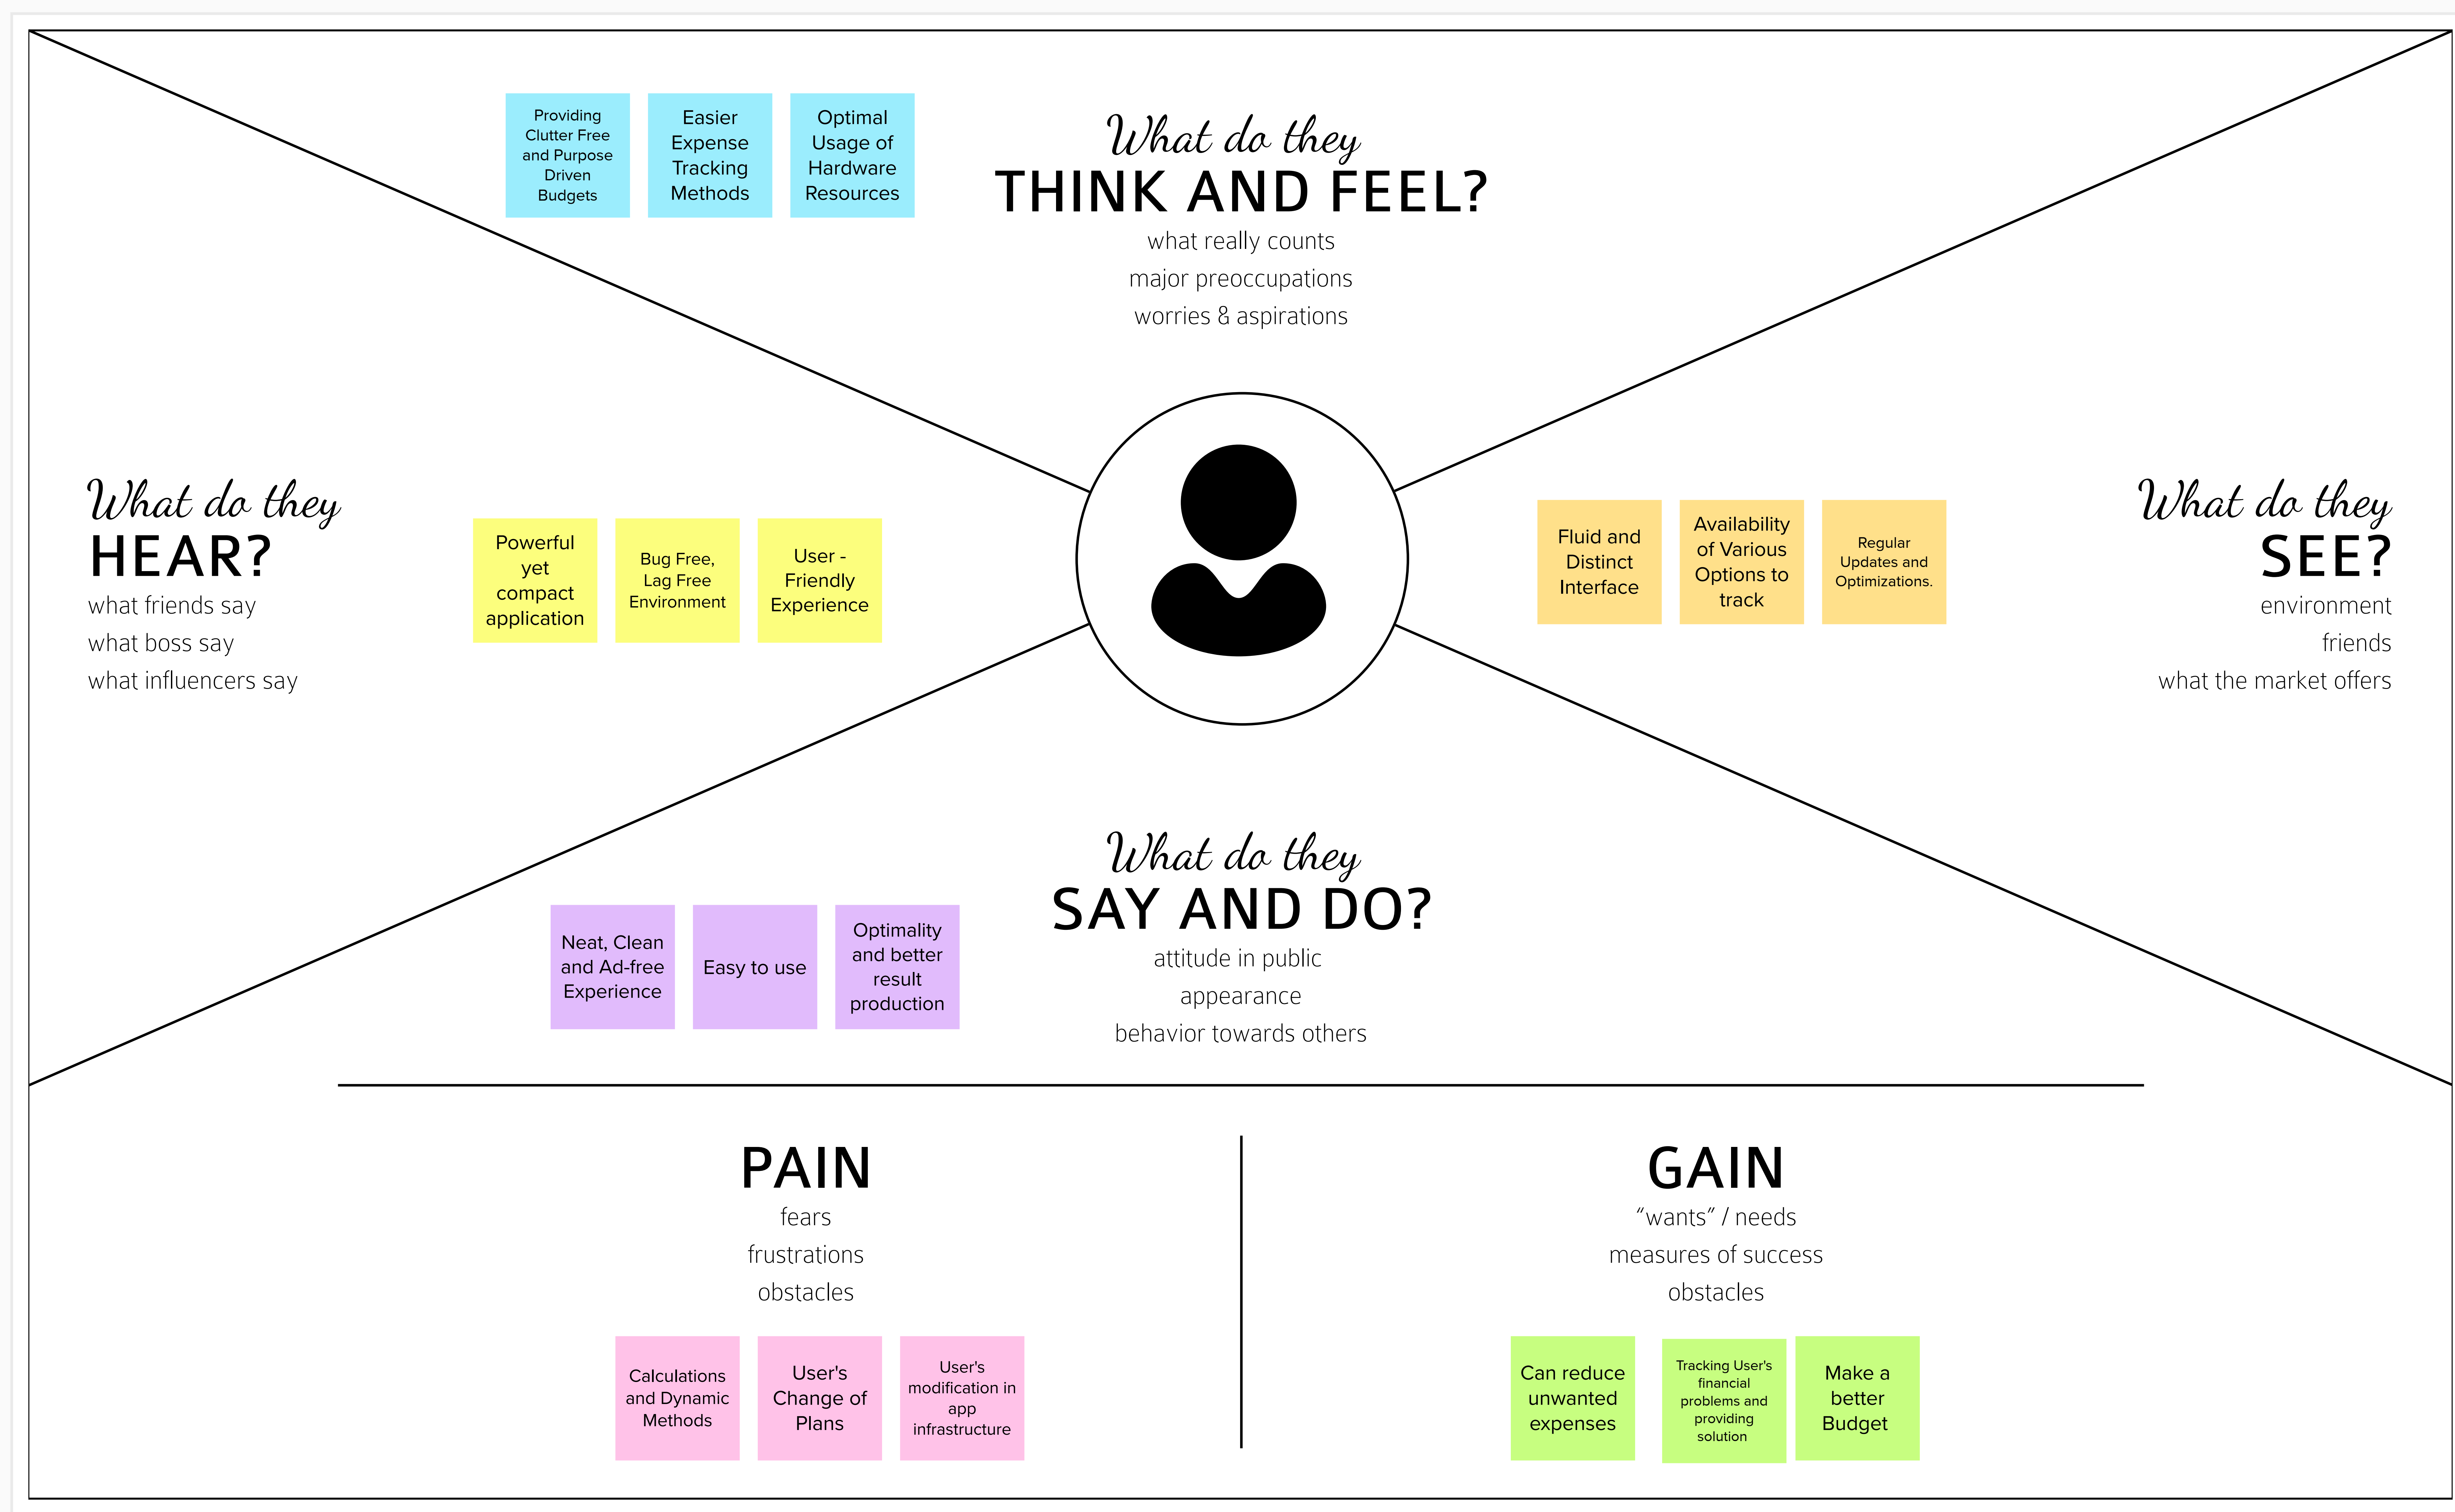 Providing
Clutter Free
and Purpose
Driven
Budgets
Easier
Expense
Tracking
Methods
Optimal
Usage of
Hardware
Resources
What do they
THINK AND FEEL?
what really counts
major preoccupations
worries & aspirations
What do they
HEAR?
what friends say
what boss say
what influencers say
Powerful
yet
compact
application
Bug Free,
Lag Free
Environment
User -
Friendly
Experience
Fluid and
Distinct
Interface
Availability
of Various
Options to
track
Regular
Updates and
Optimizations.
What do they
SEE?
environment
friends
what the market offers
What do they
SAY AND DO?
attitude in public
appearance
behavior towards others
Neat, Clean
and Ad-free
Experience
Easy to use
Optimality
and better
result
production
PAIN
fears
frustrations
obstacles
Calculations
and Dynamic
Methods
User's
Change of
Plans
User's
modification in
app
infrastructure
GAIN
“wants” / needs
measures of success
obstacles
Can reduce
unwanted
expenses
Tracking User's
financial
problems and
providing
solution
Make a
better
Budget